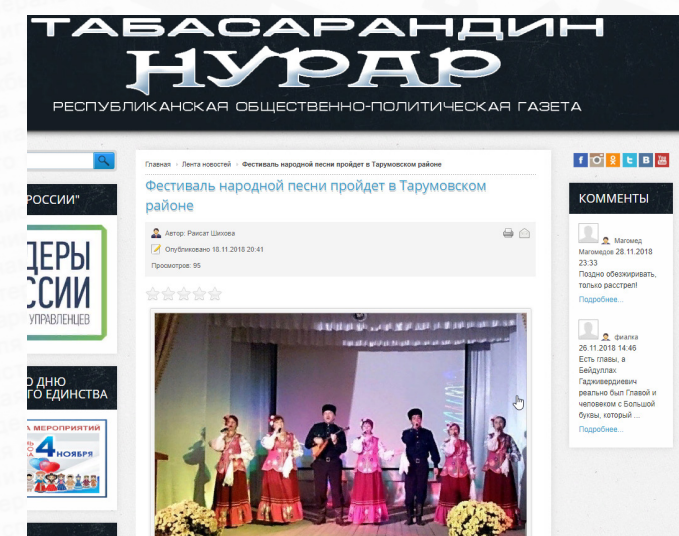 ТАБАСАРАНДИН
НУРАР
РЕСПУБЛИКАНСКАЯ ОБЩЕСТВЕННО-ПОЛИТИЧЕСКАЯ ГАЗЕТА
Главная › Лента новостей › Фестиваль народной песни пройдет в Тарумовском районе
Фестиваль народной песни пройдет в Тарумовском
районе
Автор: Раисат Шихова
Опубликовано 18.11.2018 20:41
Просмотров: 95
РОССИИ"
ДЕРЫ
ССИИ
УПРАВЛЕНЦЕВ
О ДНЮ
ГО ЕДИНСТВА
А МЕРОПРИЯТИЙ
4 НОЯБРЯ
КОММЕНТЫ
Магомед
Магомедов 28.11.2018
23:33
Поздно обезжиривать,
только расстрел!
Подробнее...
фиалка
26.11.2018 14:46
Есть главы, а
Бейдуллах
Гадживердиевич
реально был Главой и
человеком с Большой
буквы, который ...
Подробнее...